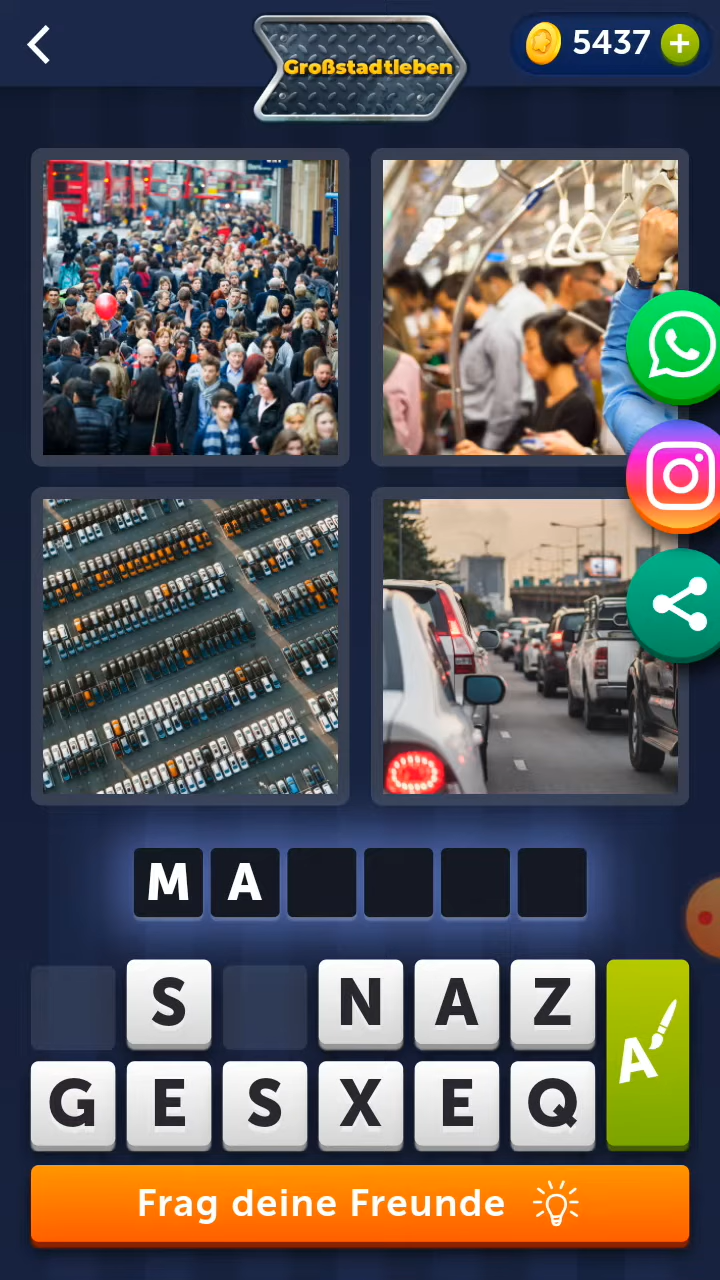 Großstadtleben
5437 +
M A
S N A Z
A
G E S X E Q
Frag deine Freunde